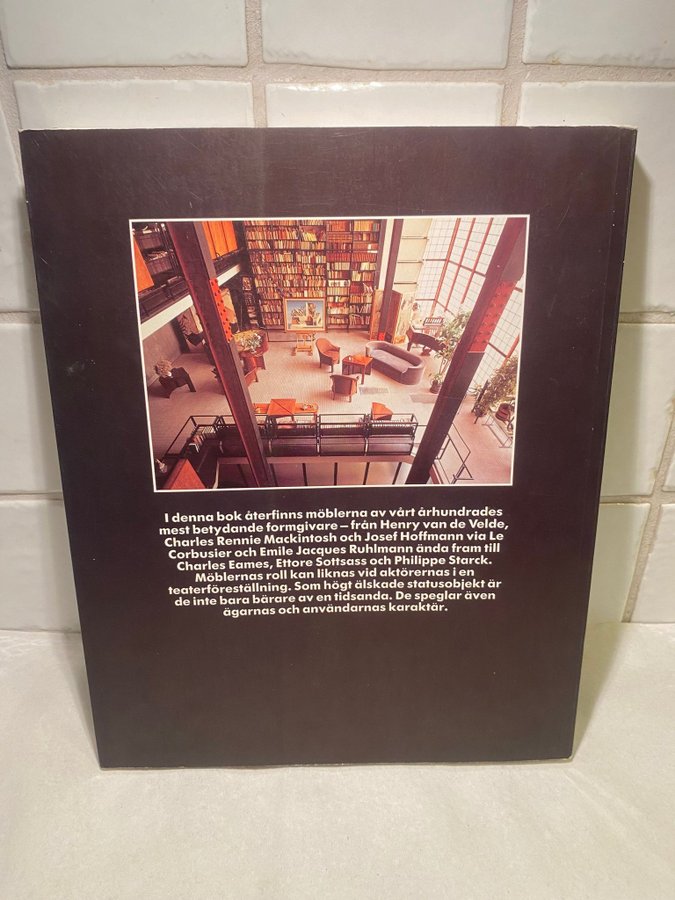 I denna bok återfinns möblerna av vårt århundrades
mest betydande formgivare – från Henry van de Velde,
Charles Rennie Mackintosh och Josef Hoffmann via Le
Corbusier och Emile Jacques Ruhlmann ända fram till
Charles Eames, Ettore Sottsass och Philippe Starck.
Möblernas roll kan liknas vid aktörernas i en
teaterföreställning. Som högt älskade statusobjekt är
de inte bara bärare av en tidsanda. De speglar även
ägarnas och användarnas karaktär.